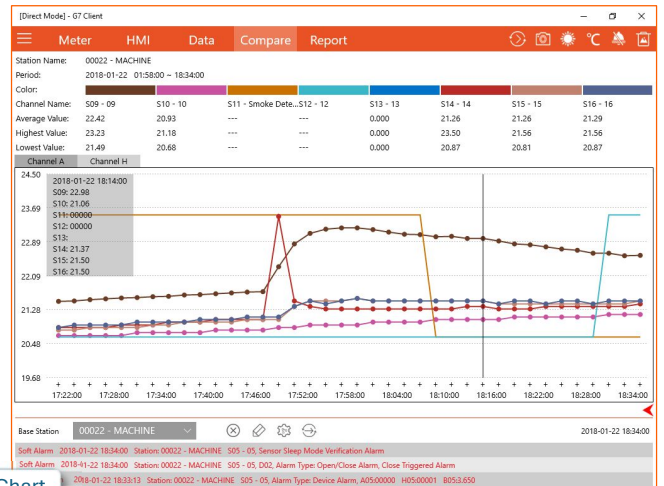 [Direct Mode] - G7 Client
Meter HMI Data Compare Report °C
Station Name: 00022 - MACHINE
Period: 2018-01-22 01:58:00 ~ 18:34:00
Color:
Channel Name: S09 - 09 S10 - 10 S11 - Smoke Dete...S12 - 12 S13 - 13 S14 - 14 S15 - 15 S16 - 16
Average Value: 22.42 20.93 --- --- 0.000 21.26 21.26 21.29
Highest Value: 23.23 21.18 --- --- 0.000 23.50 21.56 21.56
Lowest Value: 21.49 20.68 --- --- 0.000 20.87 20.81 20.87
Channel A Channel H
24.50
2018-01-22 18:14:00
S09: 22.98
S10: 21.06
23.69
S11: 00000
S12: 00000
S13:
S14: 21.37
22.89
S15: 21.50
S16: 21.50
22.09
21.28
20.48
19.68
17:22:00 17:28:00 17:34:00 17:40:00 17:46:00 17:52:00 17:58:00 18:04:00 18:10:00 18:16:00 18:22:00 18:28:00 18:34:00
Base Station 00022 - MACHINE 2018-01-22 18:34:00
Soft Alarm 2018-01-22 18:34:00 Station: 00022 - MACHINE S05 - 05, Sensor Sleep Mode Verification Alarm
Soft Alarm 2018-01-22 18:34:00 Station: 00022 - MACHINE S05 - 05, D02, Alarm Type: Open/Close Alarm, Close Triggered Alarm
Chart 2018-01-22 18:33:13 Station: 00022 - MACHINE S05 - 05, Alarm Type: Device Alarm, A05:00000 H05:00001 B05:3.650